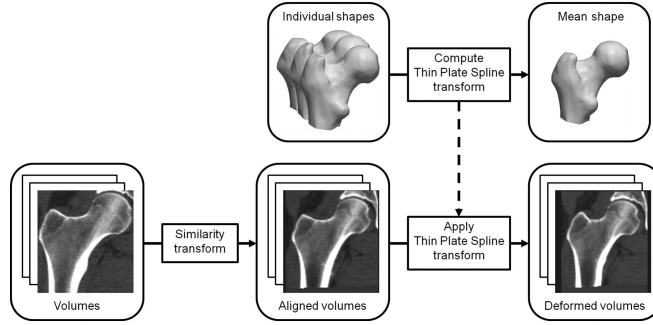 Individual shapes
Mean shape
Compute
Thin Plate Spline
transform
Similarity
transform
Apply
Thin Plate Spline
transform
Volumes
Aligned volumes
Deformed volumes